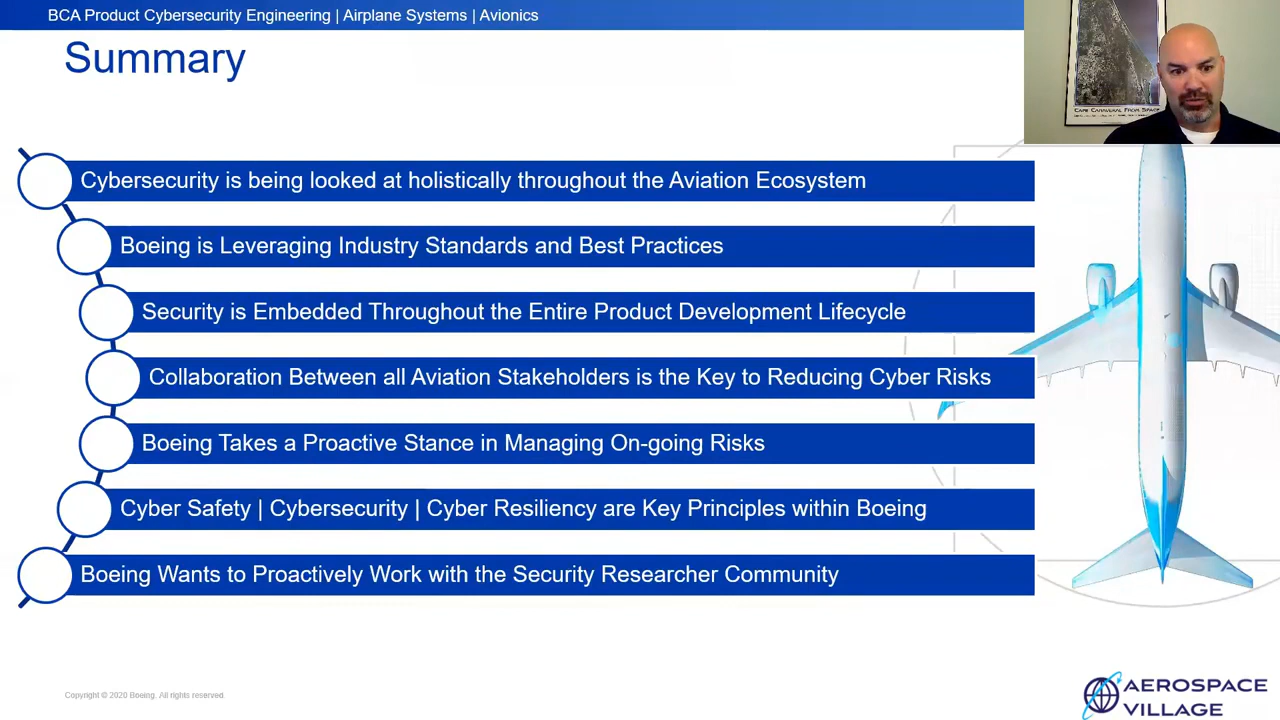 BCA Product Cybersecurity Engineering | Airplane Systems | Avionics
Summary
CAPE CANAVERAL FROM SPACE
Cybersecurity is being looked at holistically throughout the Aviation Ecosystem
Boeing is Leveraging Industry Standards and Best Practices
Security is Embedded Throughout the Entire Product Development Lifecycle
Collaboration Between all Aviation Stakeholders is the Key to Reducing Cyber Risks
Boeing Takes a Proactive Stance in Managing On-going Risks
Cyber Safety | Cybersecurity | Cyber Resiliency are Key Principles within Boeing
Boeing Wants to Proactively Work with the Security Researcher Community
Copyright © 2020 Boeing. All rights reserved.
AEROSPACE
VILLAGE